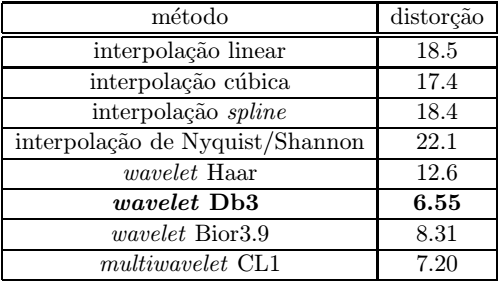 método distorção
interpolação linear 18.5
interpolação cúbica 17.4
interpolação spline 18.4
interpolação de Nyquist/Shannon 22.1
wavelet Haar 12.6
wavelet Db3 6.55
wavelet Bior3.9 8.31
multiwavelet CL1 7.20